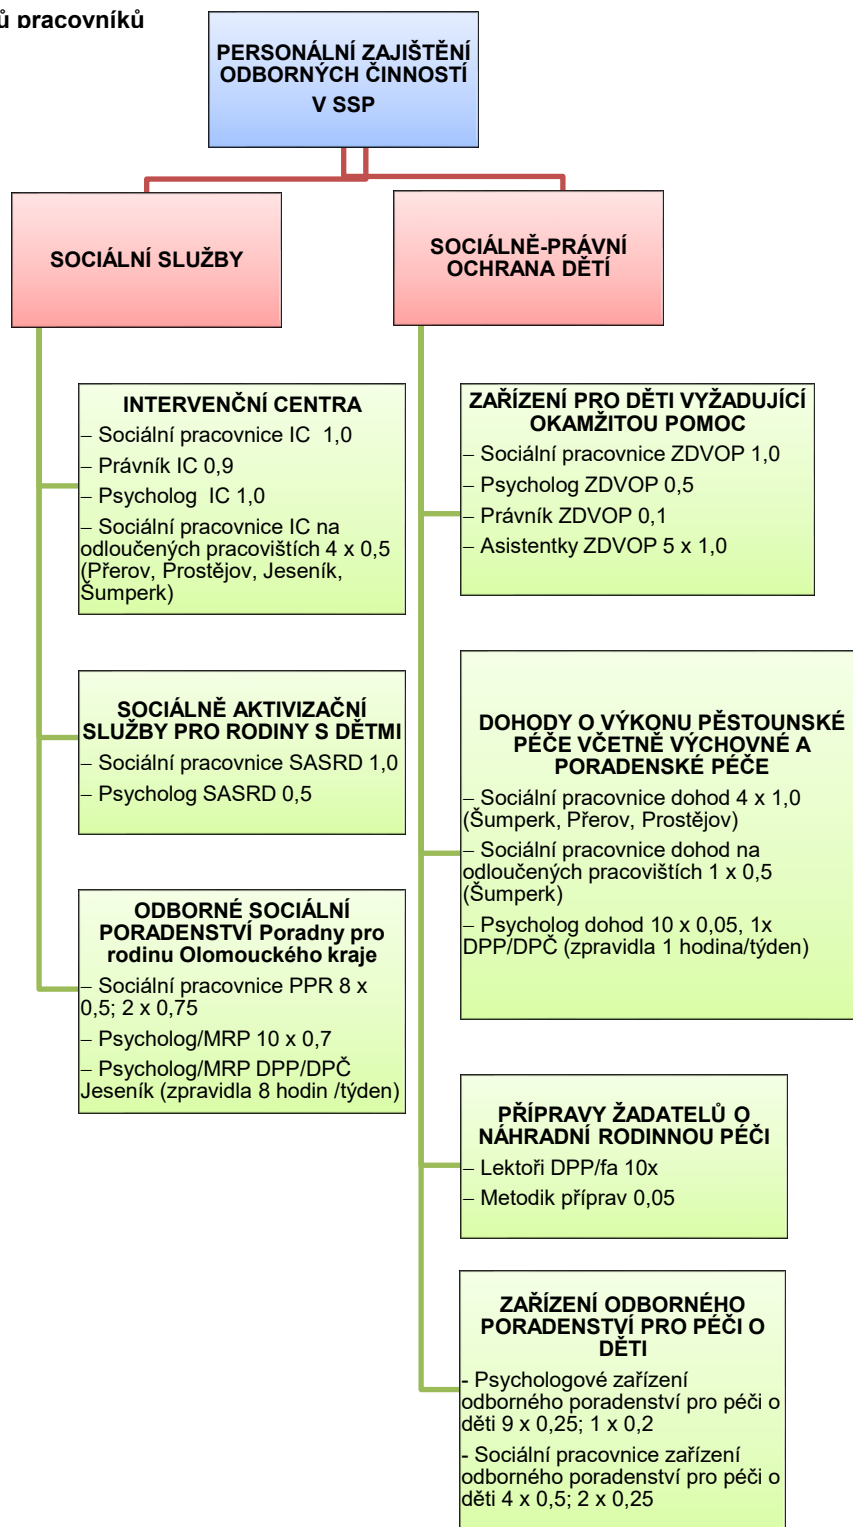 ů pracovníků
PERSONÁLNÍ ZAJIŠTĚNÍ
ODBORNÝCH ČINNOSTÍ
V SSP
SOCIÁLNÍ SLUŽBY
INTERVENČNÍ CENTRA
– Sociální pracovnice IC 1,0
– Právník IC 0,9
– Psycholog IC 1,0
– Sociální pracovnice IC na
odloučených pracovištích 4 x 0,5
(Přerov, Prostějov, Jeseník,
Šumperk)
SOCIÁLNĚ AKTIVIZAČNÍ
SLUŽBY PRO RODINY S DĚTMI
– Sociální pracovnice SASRD 1,0
– Psycholog SASRD 0,5
ODBORNÉ SOCIÁLNÍ
PORADENSTVÍ Poradny pro
rodinu Olomouckého kraje
– Sociální pracovnice PPR 8 x
0,5; 2 x 0,75
– Psycholog/MRP 10 x 0,7
– Psycholog/MRP DPP/DPČ
Jeseník (zpravidla 8 hodin /týden)
SOCIÁLNĚ-PRÁVNÍ
OCHRANA DĚTÍ
ZAŘÍZENÍ PRO DĚTI VYŽADUJÍCÍ
OKAMŽITOU POMOC
– Sociální pracovnice ZDVOP 1,0
– Psycholog ZDVOP 0,5
– Právník ZDVOP 0,1
– Asistentky ZDVOP 5 x 1,0
DOHODY O VÝKONU PĚSTOUNSKÉ
PÉČE VČETNĚ VÝCHOVNÉ A
PORADENSKÉ PÉČE
– Sociální pracovnice dohod 4 x 1,0
(Šumperk, Přerov, Prostějov)
– Sociální pracovnice dohod na
odloučených pracovištích 1 x 0,5
(Šumperk)
– Psycholog dohod 10 x 0,05, 1x
DPP/DPČ (zpravidla 1 hodina/týden)
PŘÍPRAVY ŽADATELŮ O
NÁHRADNÍ RODINNOU PÉČI
– Lektoři DPP/fa 10x
– Metodik příprav 0,05
ZAŘÍZENÍ ODBORNÉHO
PORADENSTVÍ PRO PÉČI O
DĚTI
- Psychologové zařízení
odborného poradenství pro péči o
děti 9 x 0,25; 1 x 0,2
- Sociální pracovnice zařízení
odborného poradenství pro péči o
děti 4 x 0,5; 2 x 0,25